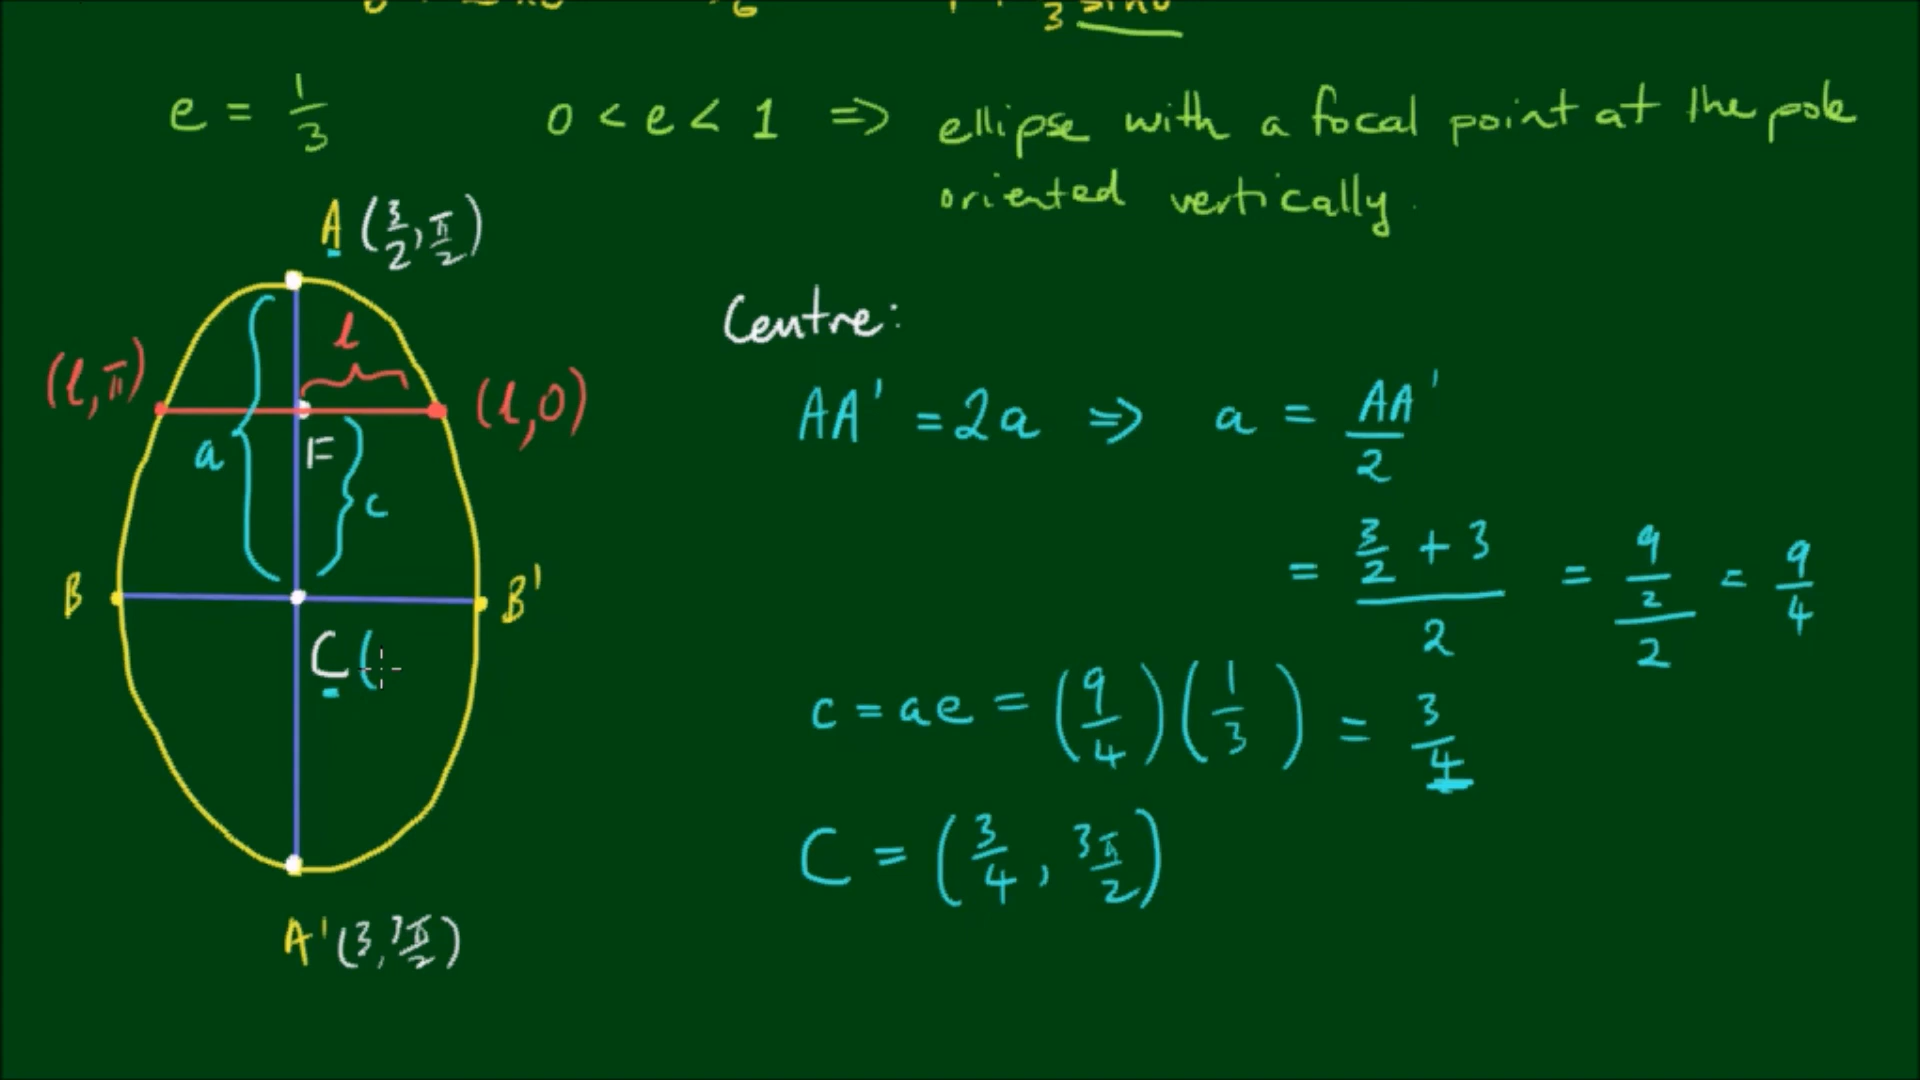 3 sinθ
e = 1/3 0 < e < 1 ⇒ ellipse with a focal point at the pole
oriented vertically.
A (3/2, π/2)
Centre:
l
(l, π)
(l, 0)
AA' = 2a ⇒ a = AA'/2
a
F
c
= (3/2 + 3)/2 = (9/2)/2 = 9/4
B
B'
C (
c = ae = (9/4)(1/3) = 3/4
C = (3/4, 3π/2)
A' (3, 3π/2)